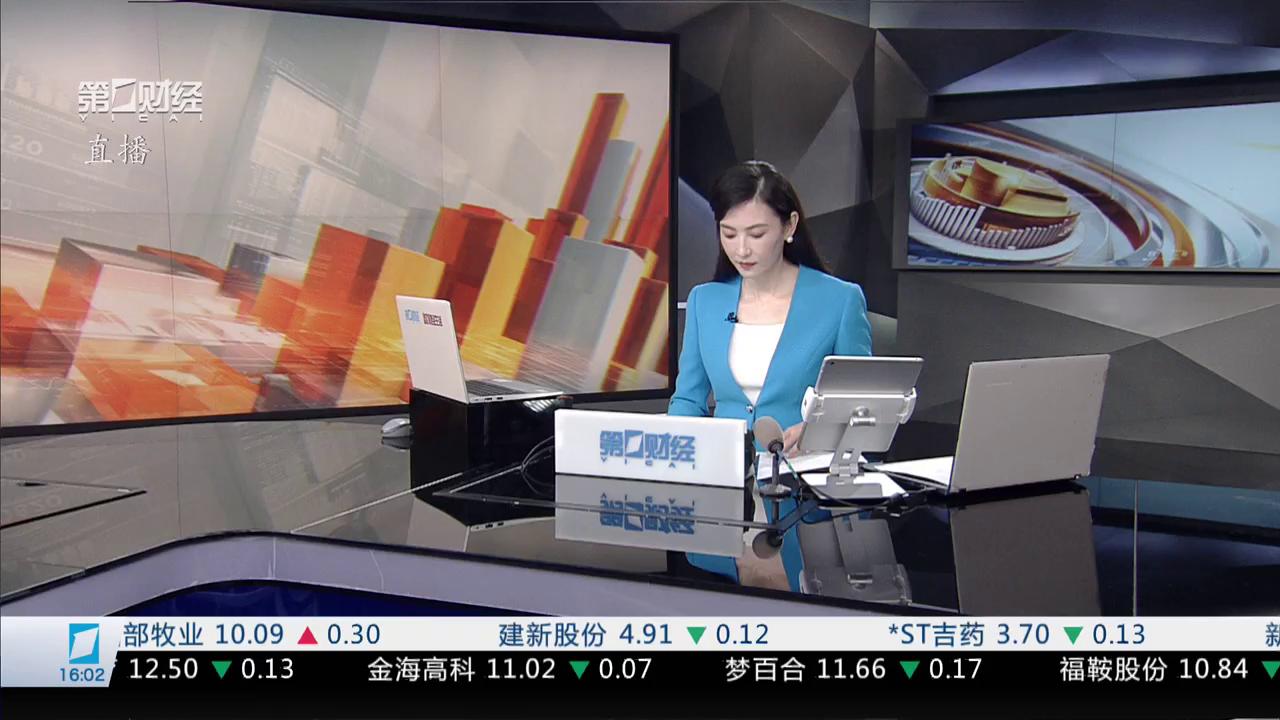 第一财经
YICAI
直播
第一财经
YICAI
部牧业 10.09 ▲ 0.30 建新股份 4.91 ▼ 0.12 *ST吉药 3.70 ▼ 0.13
16:02
12.50 ▼ 0.13 金海高科 11.02 ▼ 0.07 梦百合 11.66 ▼ 0.17 福鞍股份 10.84 ▼